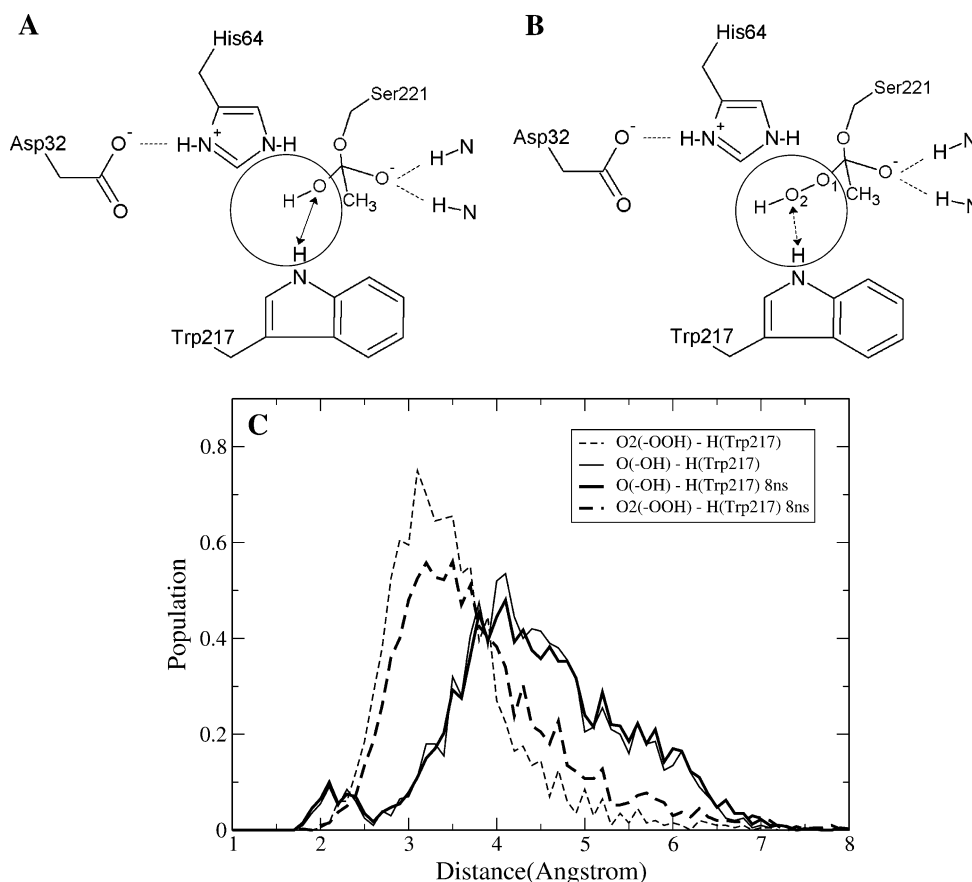 A
His64
Ser221
Asp32
O-
H-N
+
N-H
O
O
HO
O-
CH3
H-N
H-N
H
N
Trp217
B
His64
Ser221
Asp32
O-
H-N
+
N-H
O
O
H-O2
O1
O-
CH3
H-N
H-N
H
N
Trp217
C
O2(-OOH) - H(Trp217)
O(-OH) - H(Trp217)
O(-OH) - H(Trp217) 8ns
O2(-OOH) - H(Trp217) 8ns
Population
0.8
0.6
0.4
0.2
0
1 2 3 4 5 6 7 8
Distance(Angstrom)